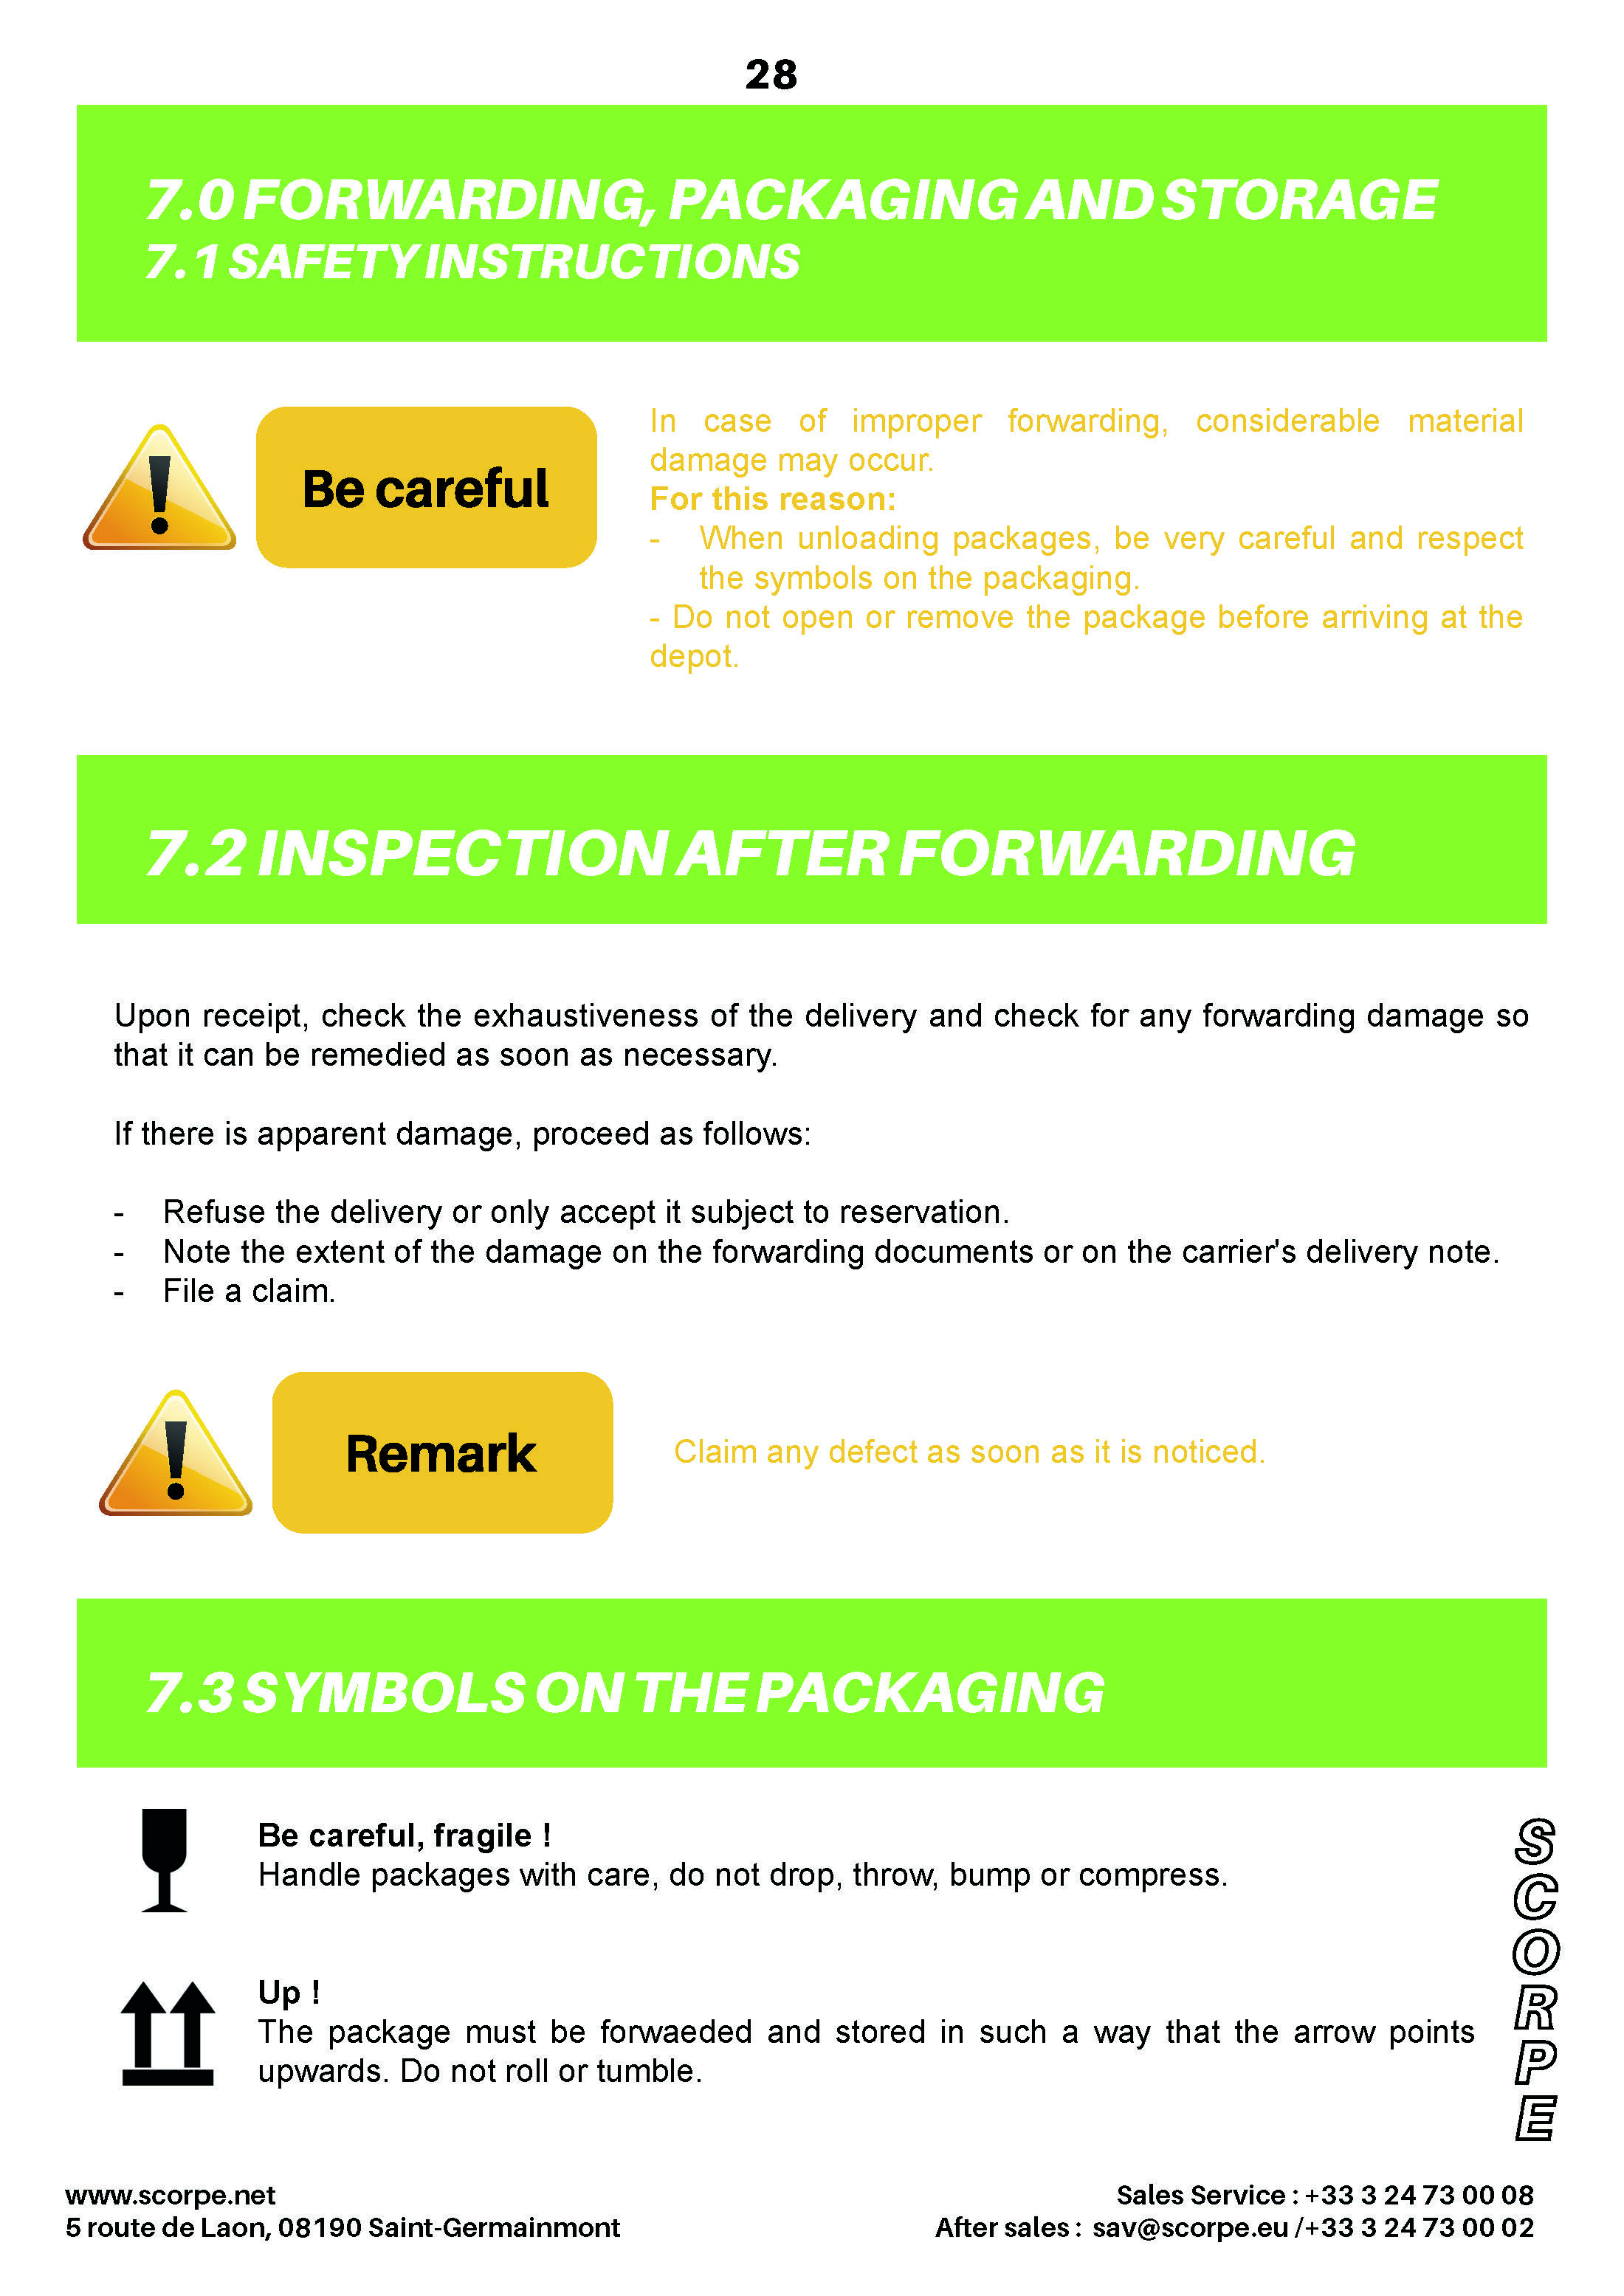 28
7.0 FORWARDING, PACKAGING AND STORAGE
7.1 SAFETY INSTRUCTIONS
Be careful
In case of improper forwarding, considerable material
damage may occur.
For this reason:
- When unloading packages, be very careful and respect
the symbols on the packaging.
- Do not open or remove the package before arriving at the
depot.
7.2 INSPECTION AFTER FORWARDING
Upon receipt, check the exhaustiveness of the delivery and check for any forwarding damage so
that it can be remedied as soon as necessary.
If there is apparent damage, proceed as follows:
- Refuse the delivery or only accept it subject to reservation.
- Note the extent of the damage on the forwarding documents or on the carrier's delivery note.
- File a claim.
Remark
Claim any defect as soon as it is noticed.
7.3 SYMBOLS ON THE PACKAGING
Be careful, fragile !
Handle packages with care, do not drop, throw, bump or compress.
Up !
The package must be forwaeded and stored in such a way that the arrow points
upwards. Do not roll or tumble.
SCORPE
www.scorpe.net
5 route de Laon, 08190 Saint-Germainmont
Sales Service : +33 3 24 73 00 08
After sales : sav@scorpe.eu /+33 3 24 73 00 02